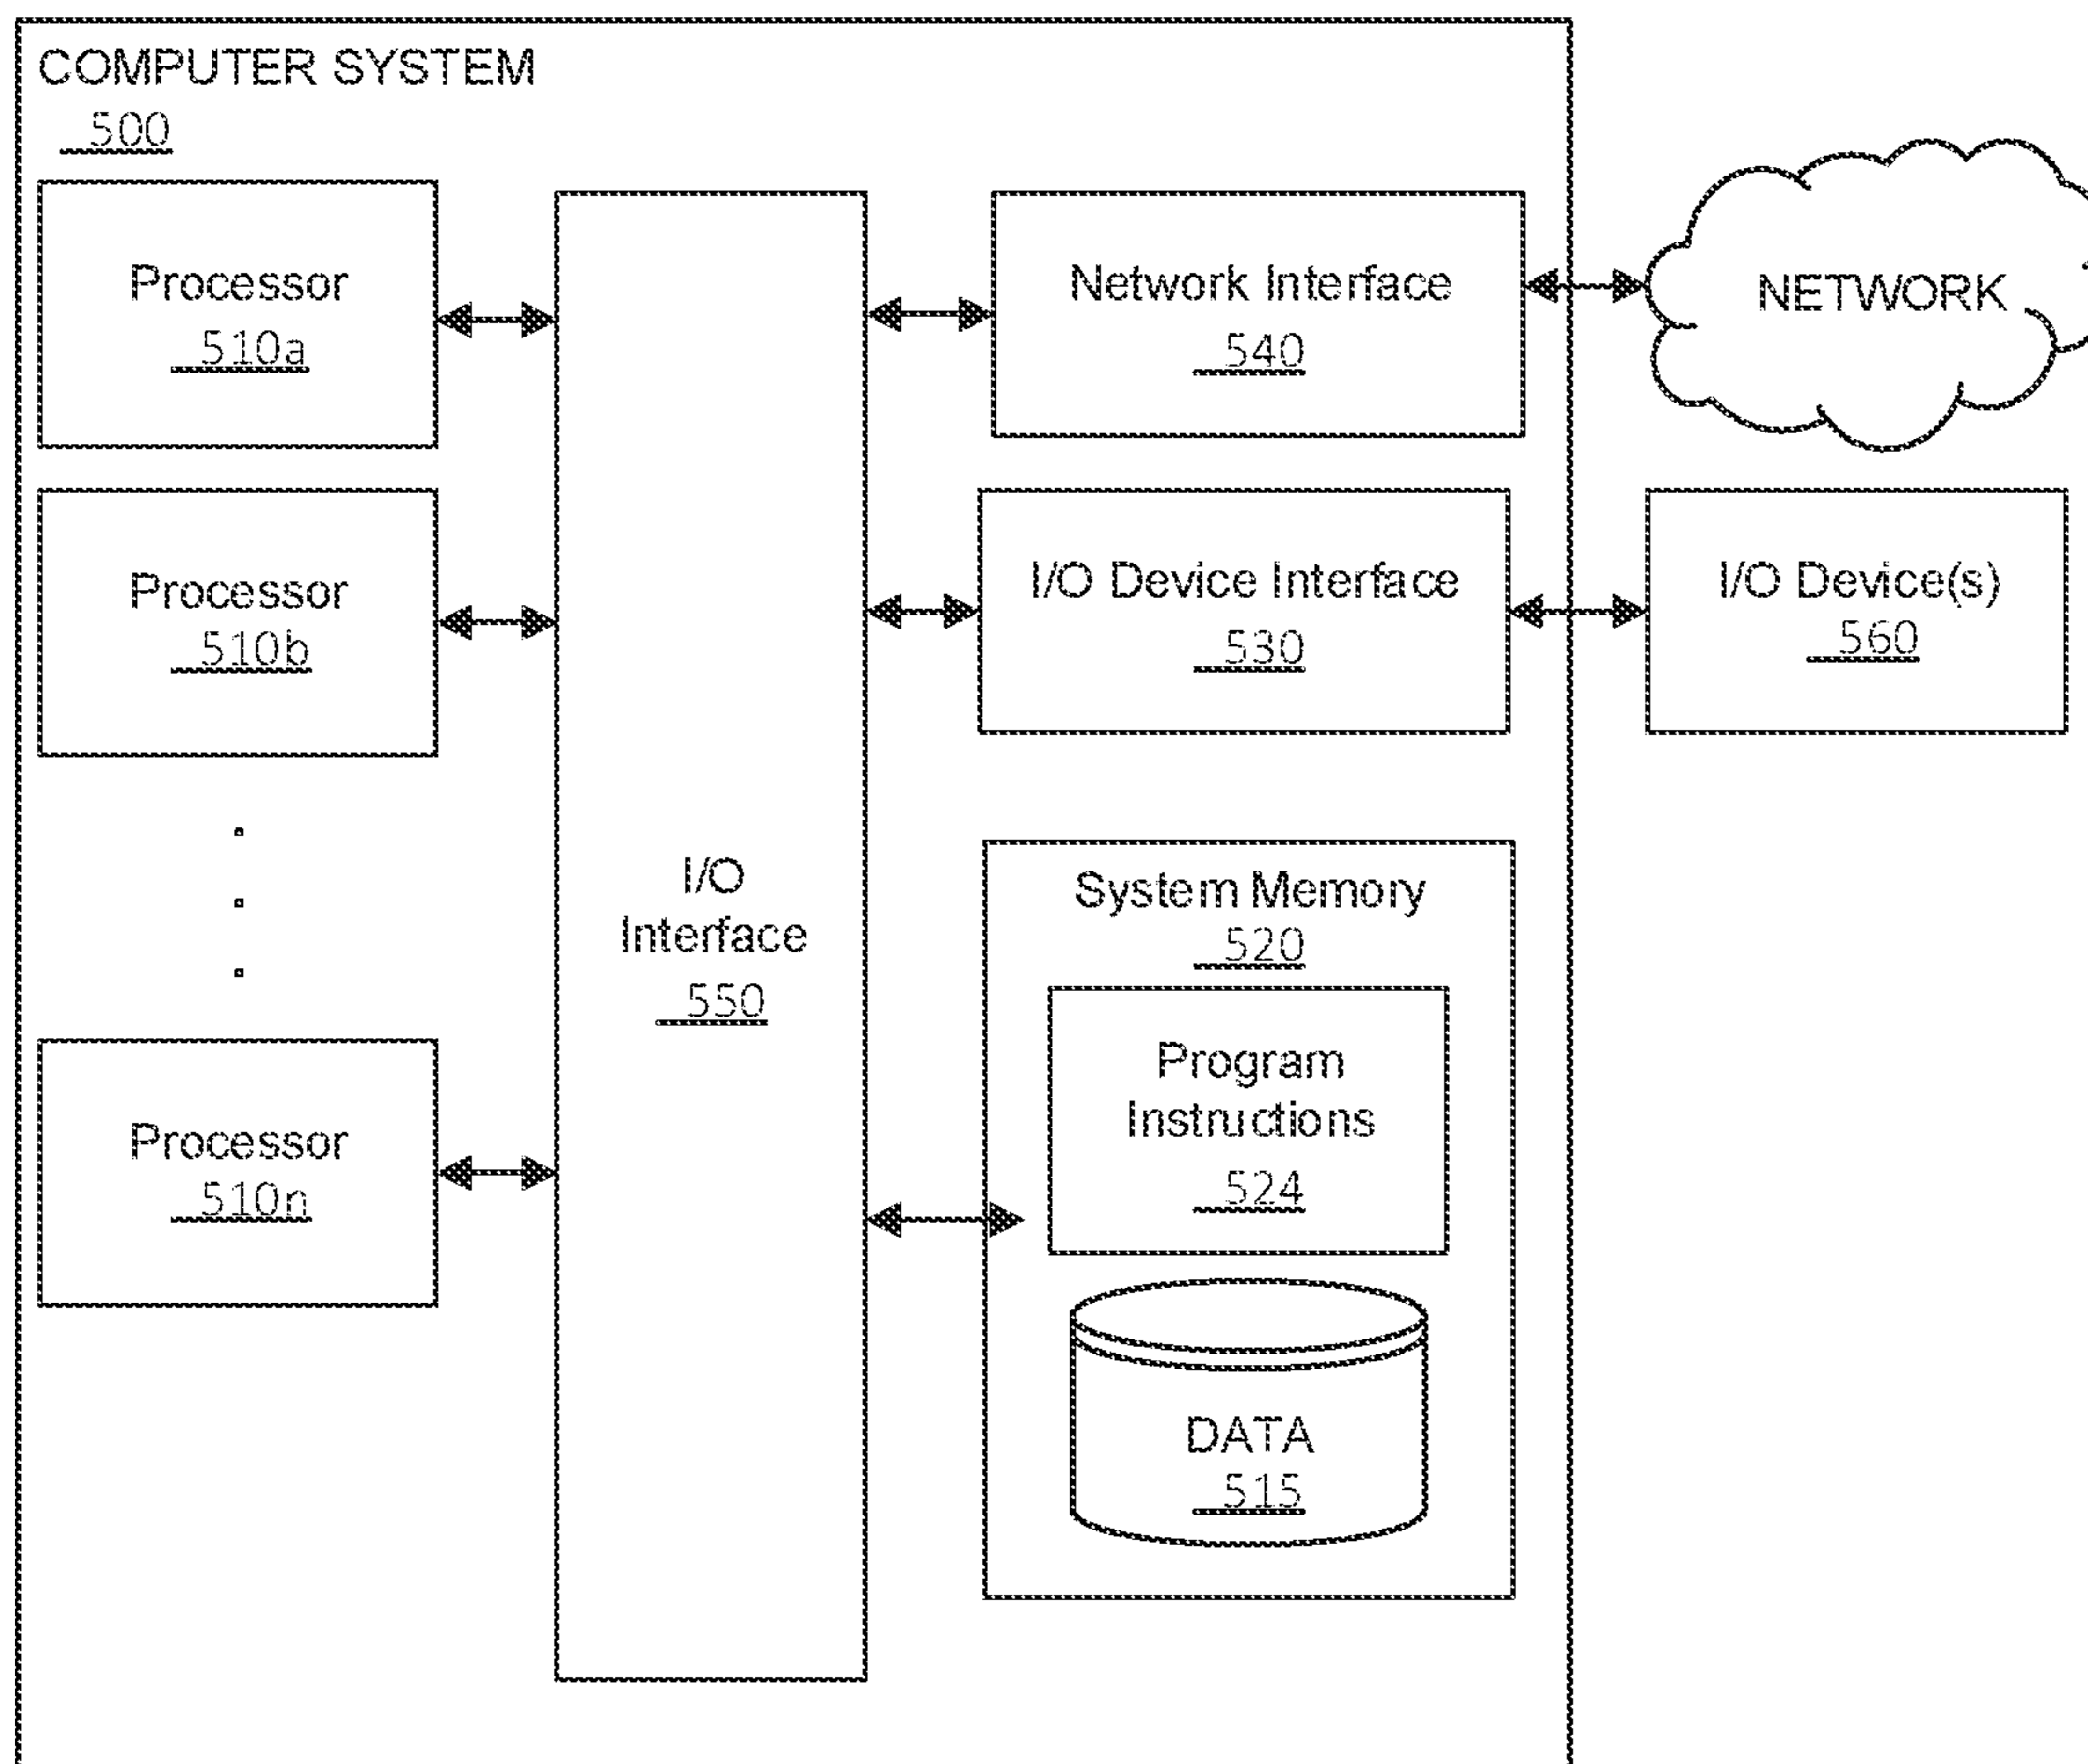 COMPUTER SYSTEM
500
Processor
510a
Processor
510b
Processor
510n
I/O
Interface
550
Network Interface
540
I/O Device Interface
530
System Memory
520
Program
Instructions
524
DATA
515
NETWORK
I/O Device(s)
560